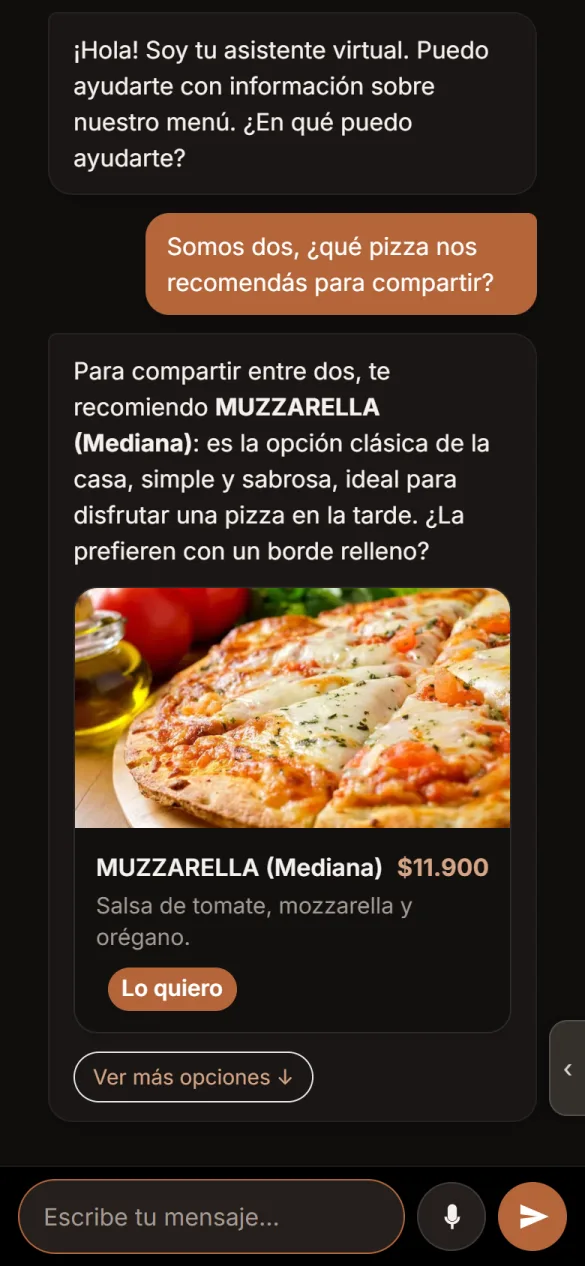 ¡Hola! Soy tu asistente virtual. Puedo
ayudarte con información sobre
nuestro menú. ¿En qué puedo
ayudarte?
Somos dos, ¿qué pizza nos
recomendás para compartir?
Para compartir entre dos, te
recomiendo MUZZARELLA
(Mediana): es la opción clásica de la
casa, simple y sabrosa, ideal para
disfrutar una pizza en la tarde. ¿La
prefieren con un borde relleno?
MUZZARELLA (Mediana) $11.900
Salsa de tomate, mozzarella y
orégano.
Lo quiero
Ver más opciones ↓
Escribe tu mensaje...